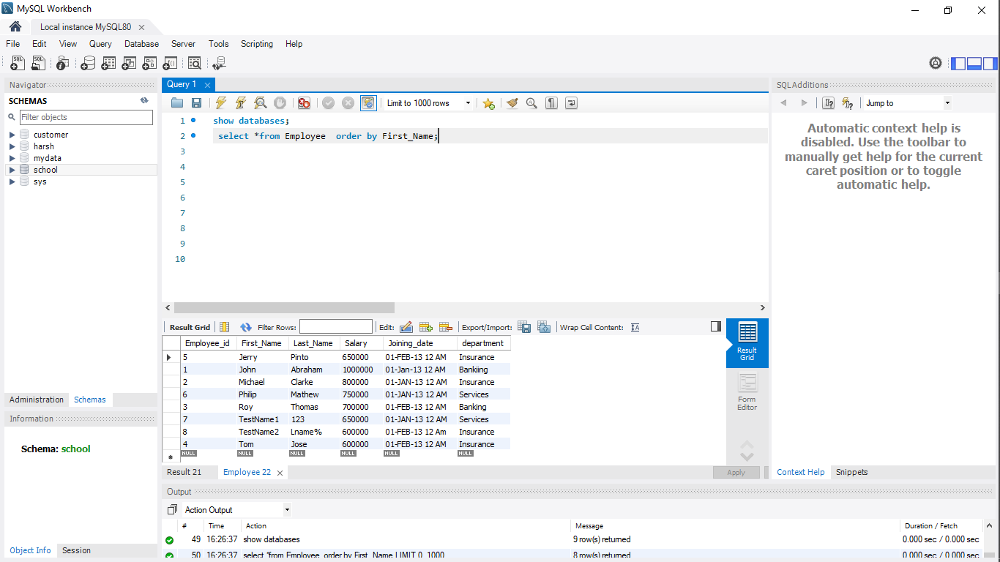 MySQL Workbench
Local instance MySQL80
File Edit View Query Database Server Tools Scripting Help
Navigator
SCHEMAS
Filter objects
customer
harsh
mydata
school
sys
Administration Schemas
Information
Schema: school
Object Info Session
Query 1
Limit to 1000 rows
1 show databases;
2 select *from Employee order by First_Name;
3
4
5
6
7
8
9
10
Result Grid Filter Rows: Edit: Export/Import: Wrap Cell Content:
Employee_id First_Name Last_Name Salary Joining_date department
5 Jerry Pinto 650000 01-FEB-13 12 AM Insurance
1 John Abraham 1000000 01-Jan-13 12 AM Bankiing
2 Michael Clarke 800000 01-JAN-13 12 AM Insurance
6 Philip Mathew 750000 01-JAN-13 12 AM Services
3 Roy Thomas 700000 01-FEB-13 12 AM Banking
7 TestName1 123 650000 01-JAN-13 12 AM Services
8 TestName2 Lname% 600000 01-FEB-13 12 Am Insurance
4 Tom Jose 600000 01-FEB-13 12 AM Insurance
NULL NULL NULL NULL NULL NULL
Result Grid
Form Editor
Result 21 Employee 22 Apply
Output
Action Output
# Time Action Message Duration / Fetch
49 16:26:37 show databases 9 row(s) returned 0.000 sec / 0.000 sec
50 16:26:37 select *from Employee order by First_Name LIMIT 0, 1000 8 row(s) returned 0.000 sec / 0.000 sec
SQLAdditions
Jump to
Automatic context help is
disabled. Use the toolbar to
manually get help for the current
caret position or to toggle
automatic help.
Context Help Snippets